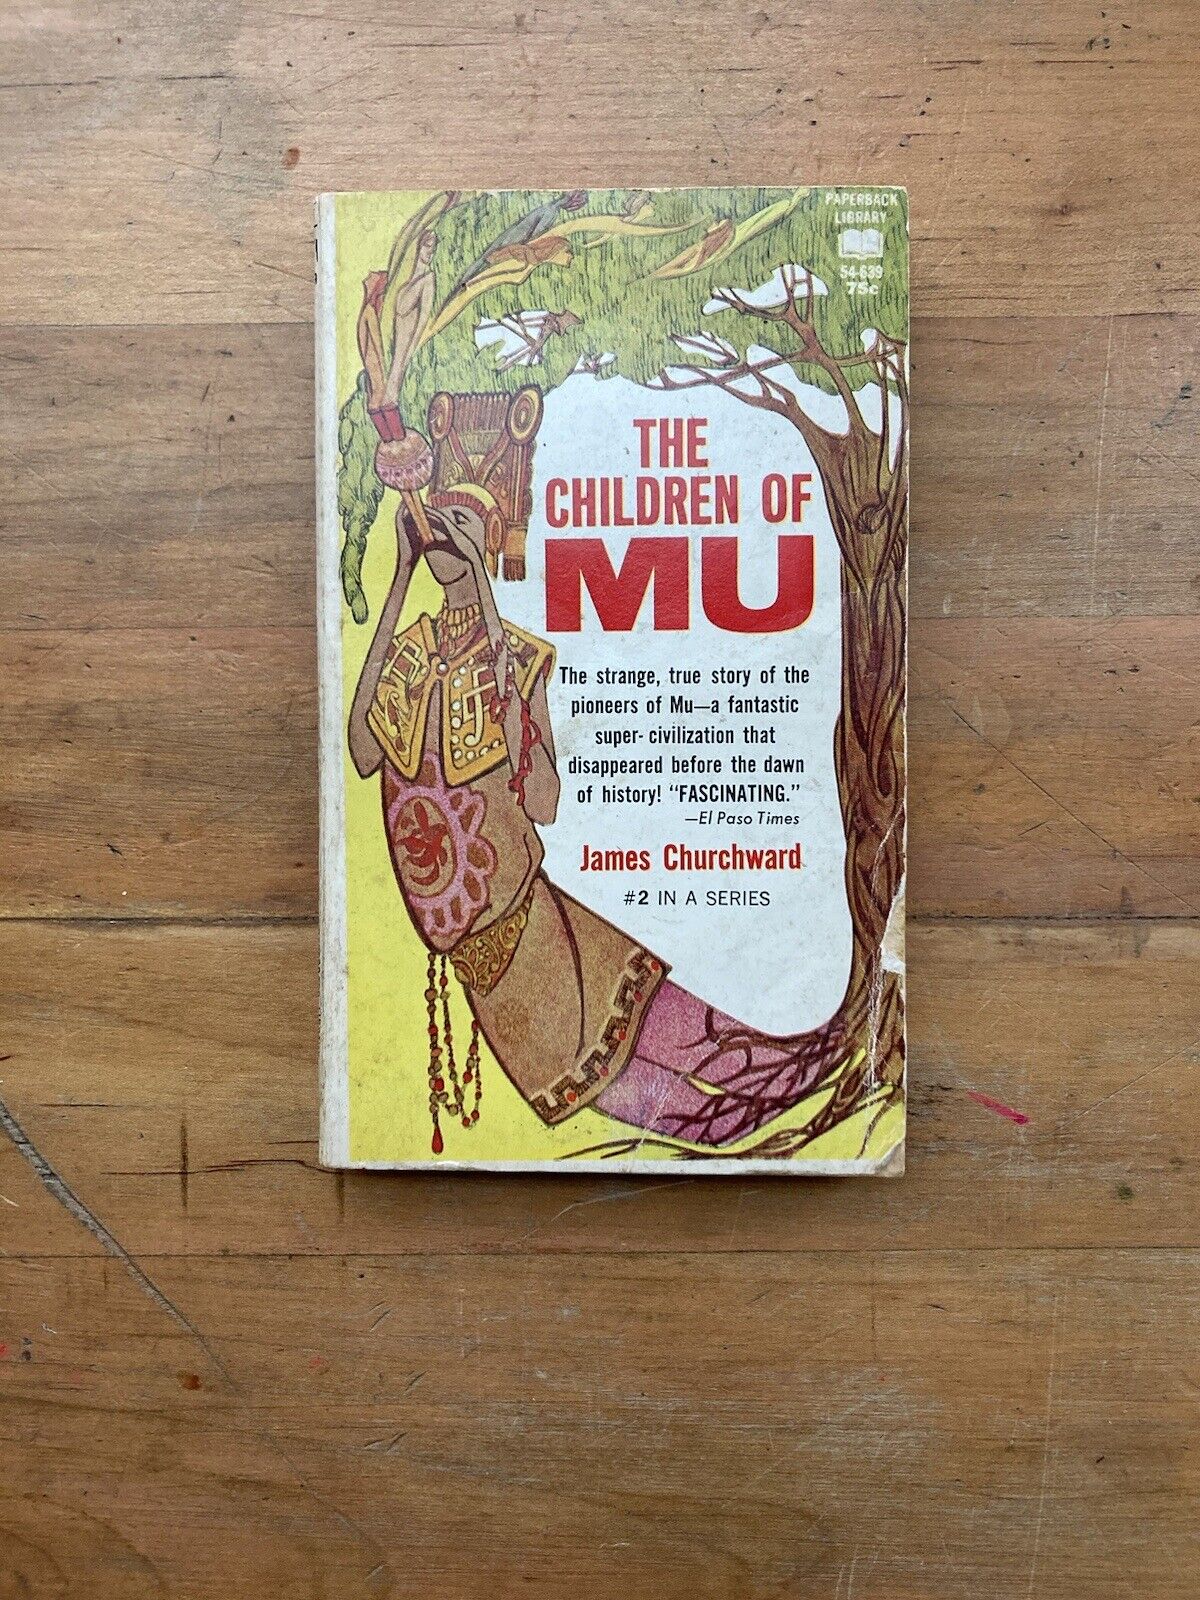 PAPERBACK
LIBRARY
54-639
75c
THE
CHILDREN OF
MU
The strange, true story of the
pioneers of Mu—a fantastic
super- civilization that
disappeared before the dawn
of history! "FASCINATING."
—El Paso Times
James Churchward
#2 IN A SERIES